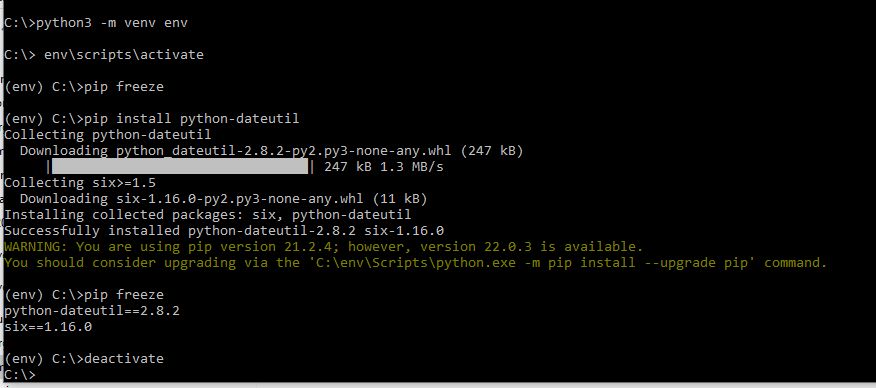 C:\>python3 -m venv env
C:\> env\scripts\activate
(env) C:\>pip freeze
(env) C:\>pip install python-dateutil
Collecting python-dateutil
  Downloading python_dateutil-2.8.2-py2.py3-none-any.whl (247 kB)
     |                                | 247 kB 1.3 MB/s
Collecting six>=1.5
  Downloading six-1.16.0-py2.py3-none-any.whl (11 kB)
Installing collected packages: six, python-dateutil
Successfully installed python-dateutil-2.8.2 six-1.16.0
WARNING: You are using pip version 21.2.4; however, version 22.0.3 is available.
You should consider upgrading via the 'C:\env\Scripts\python.exe -m pip install --upgrade pip' command.
(env) C:\>pip freeze
python-dateutil==2.8.2
six==1.16.0
(env) C:\>deactivate
C:\>